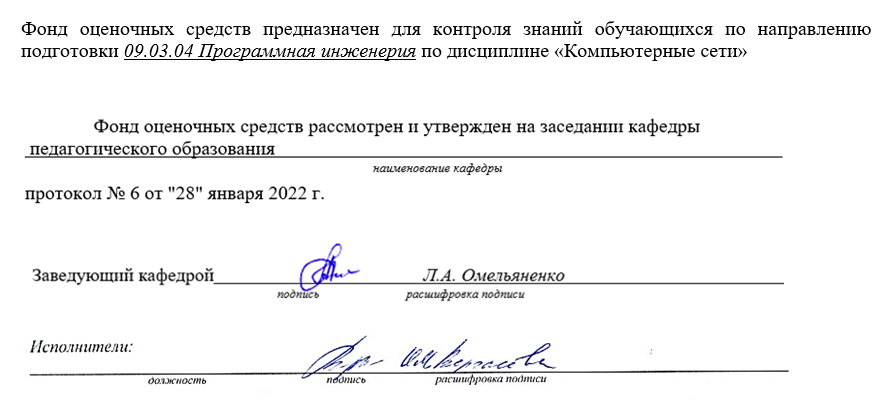 Фонд оценочных средств предназначен для контроля знаний обучающихся по направлению
подготовки 09.03.04 Программная инженерия по дисциплине «Компьютерные сети»
Фонд оценочных средств рассмотрен и утвержден на заседании кафедры
педагогического образования
наименование кафедры
протокол № 6 от "28" января 2022 г.
Заведующий кафедрой Л.А. Омельяненко
подпись расшифровка подписи
Исполнители:
должность подпись расшифровка подписи